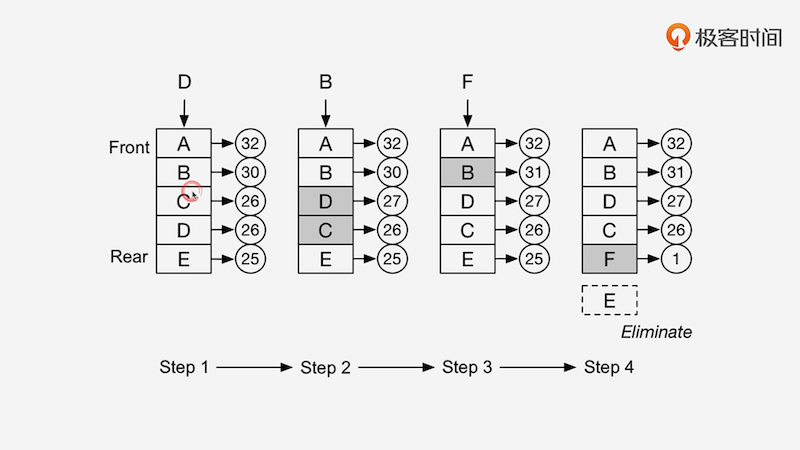 极客时间
D B F
Front A 32 A 32 A 32 A 32
B 30 B 30 B 31 B 31
C 26 D 27 D 27 D 27
D 26 C 26 C 26 C 26
Rear E 25 E 25 E 25 F 1
E
Eliminate
Step 1 Step 2 Step 3 Step 4